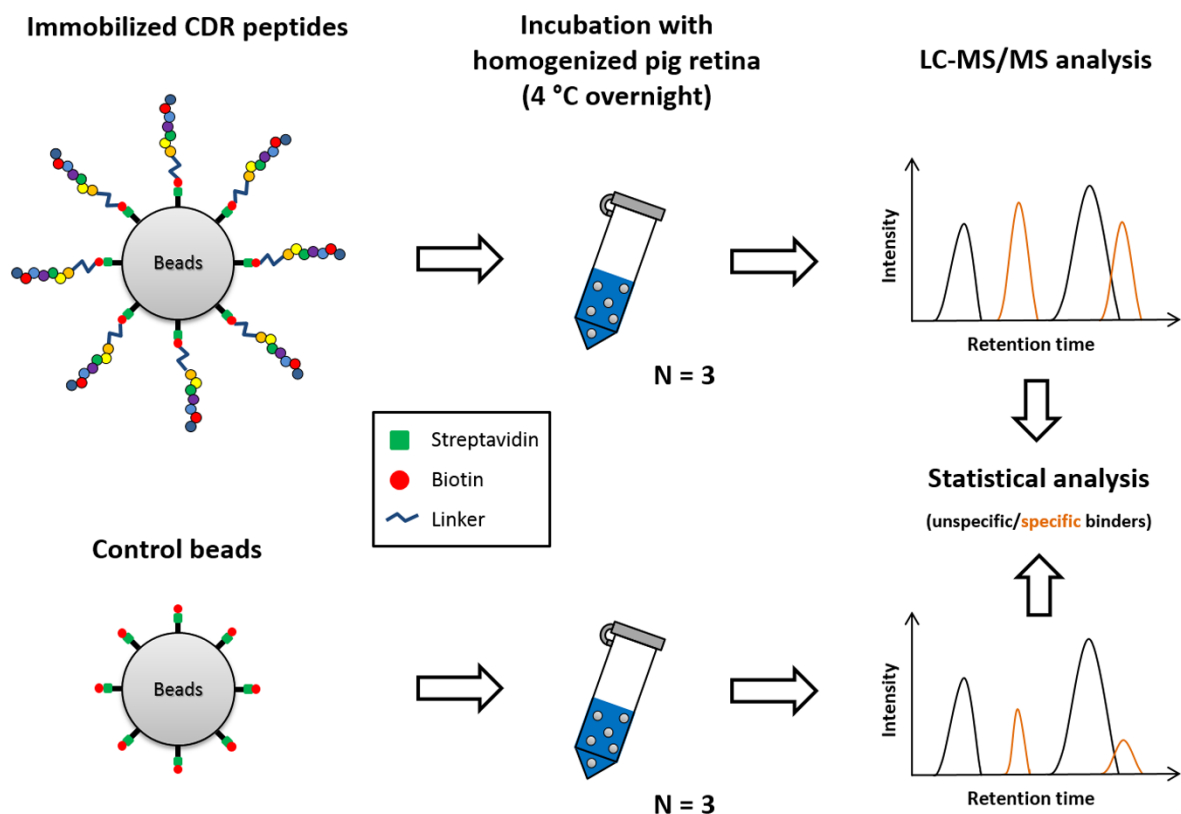 Immobilized CDR peptides
Incubation with
homogenized pig retina
(4 °C overnight)
LC-MS/MS analysis
Beads
N = 3
Intensity
Retention time
Streptavidin
Biotin
Linker
Statistical analysis
(unspecific/specific binders)
Control beads
Beads
N = 3
Intensity
Retention time